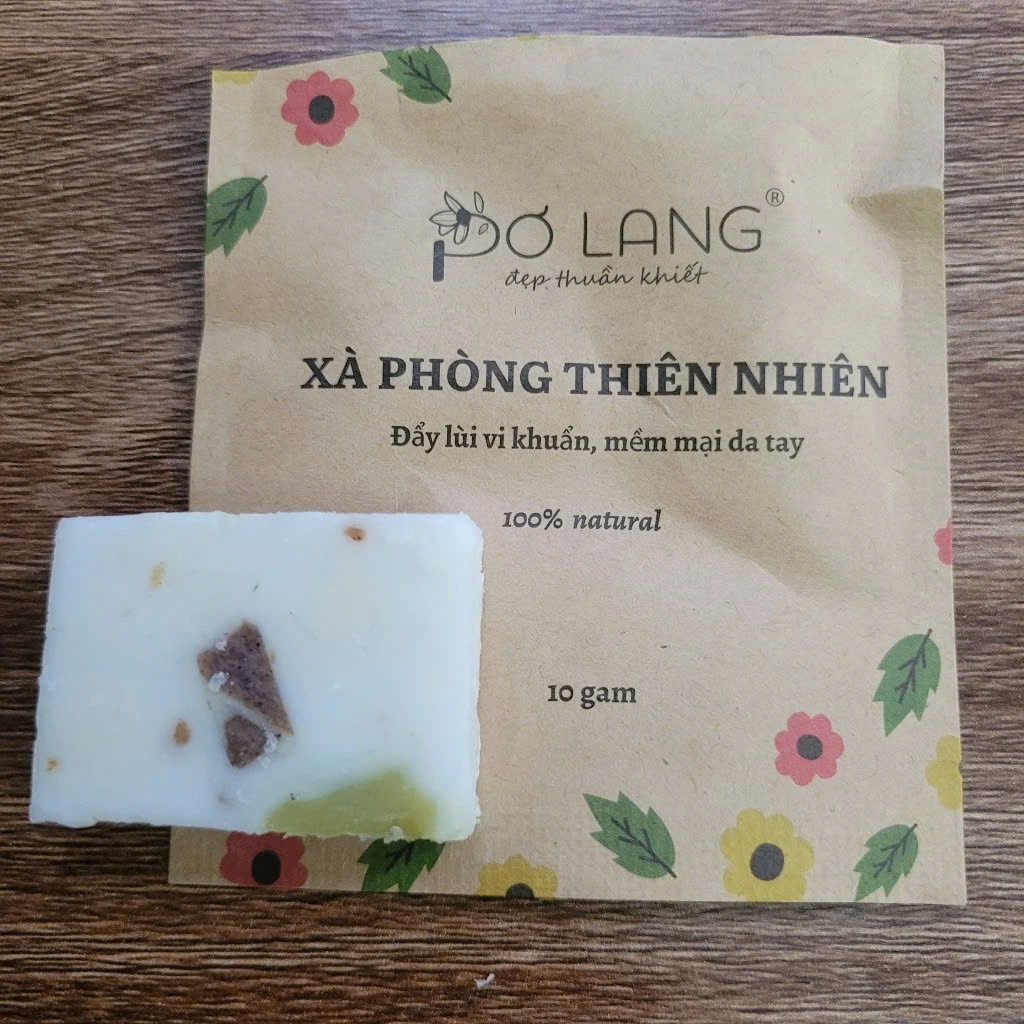 PƠ LANG®
đẹp thuần khiết
XÀ PHÒNG THIÊN NHIÊN
Đẩy lùi vi khuẩn, mềm mại da tay
100% natural
10 gam